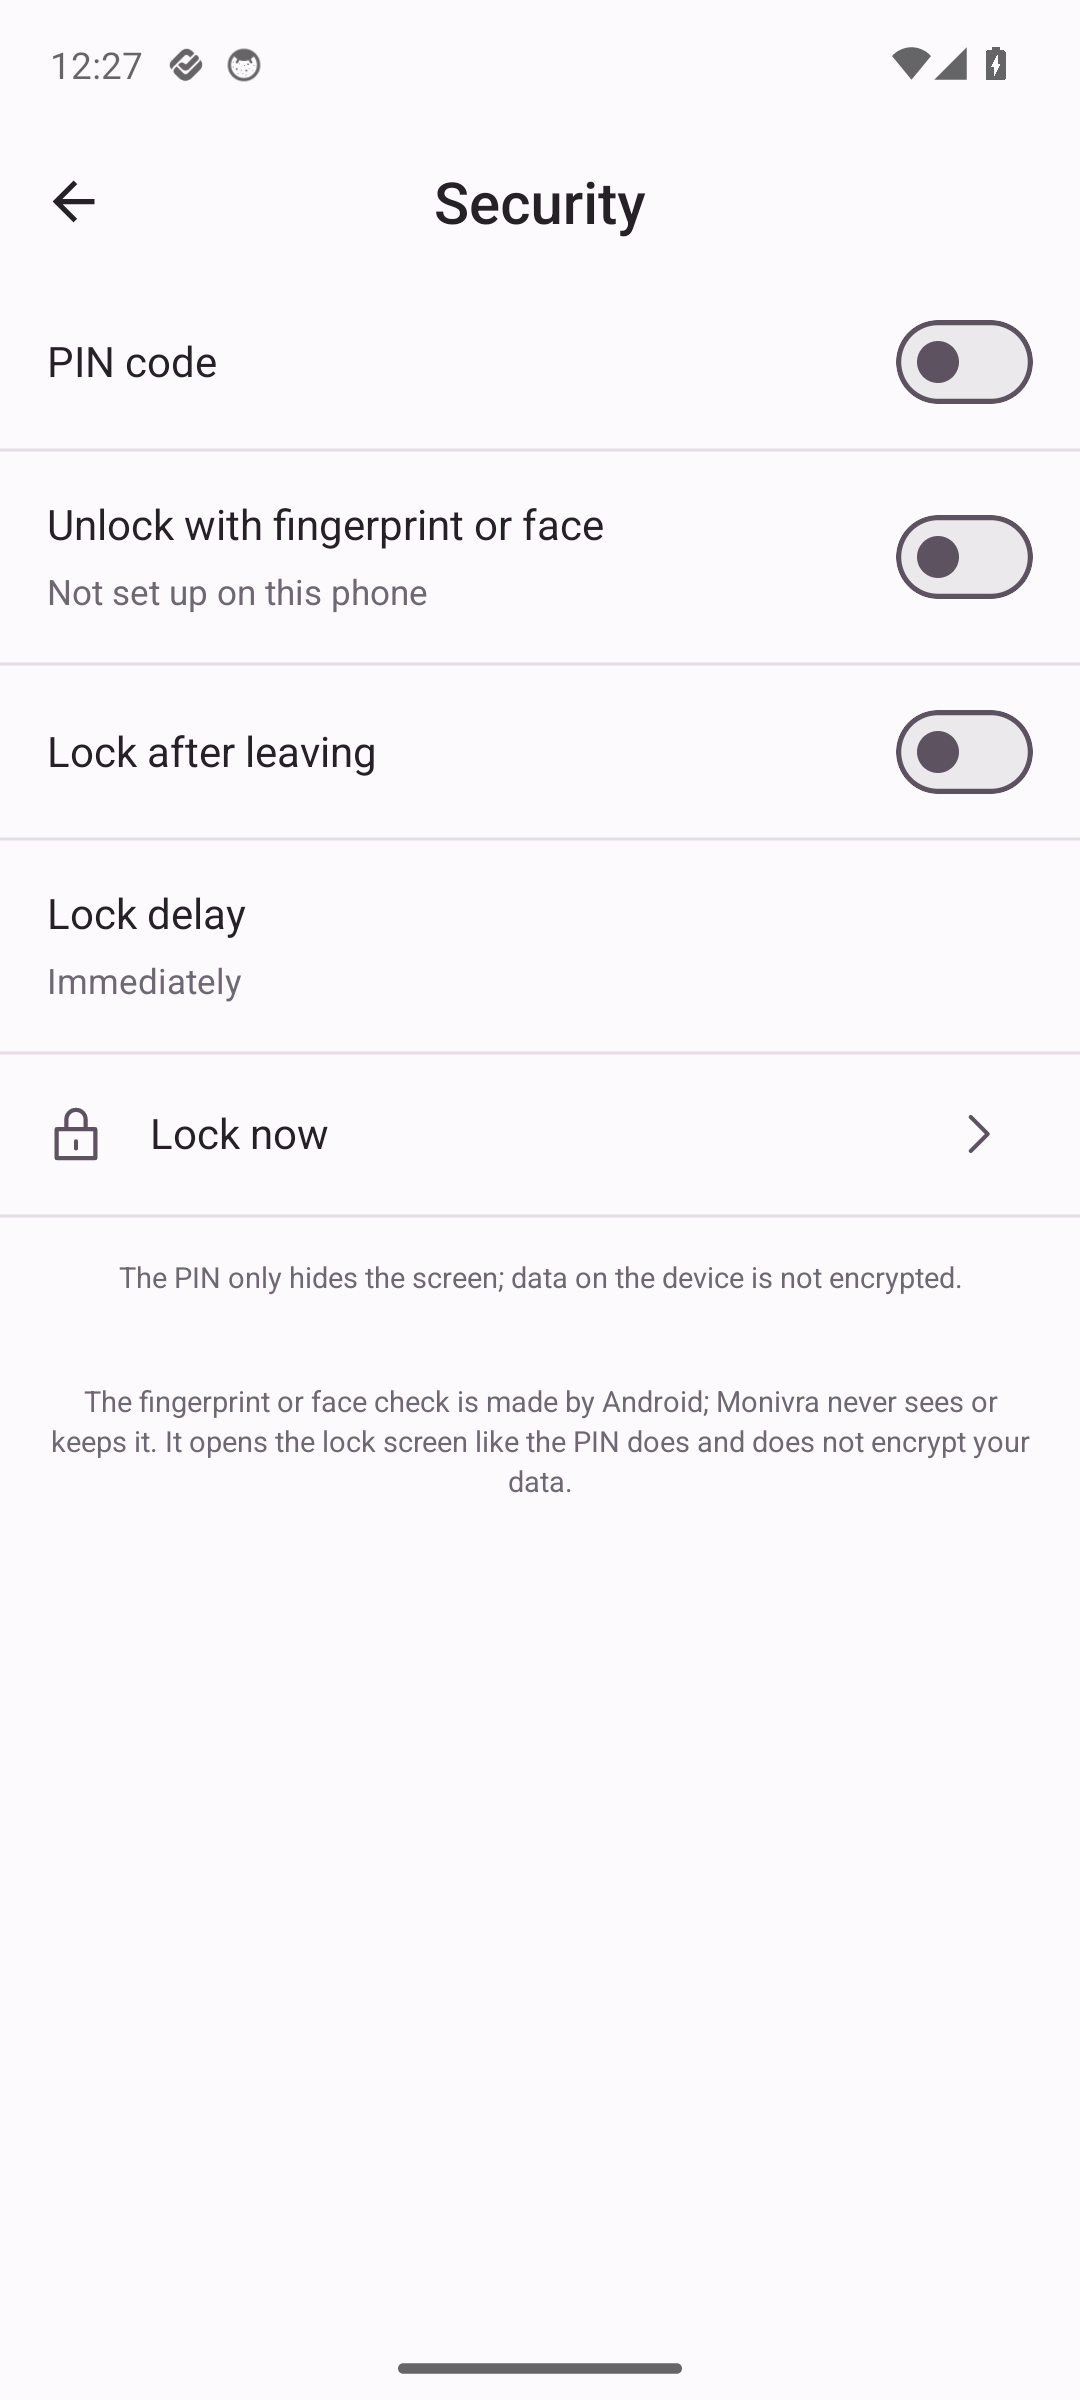 12:27
Security
PIN code
Unlock with fingerprint or face
Not set up on this phone
Lock after leaving
Lock delay
Immediately
Lock now
The PIN only hides the screen; data on the device is not encrypted.
The fingerprint or face check is made by Android; Monivra never sees or
keeps it. It opens the lock screen like the PIN does and does not encrypt your
data.